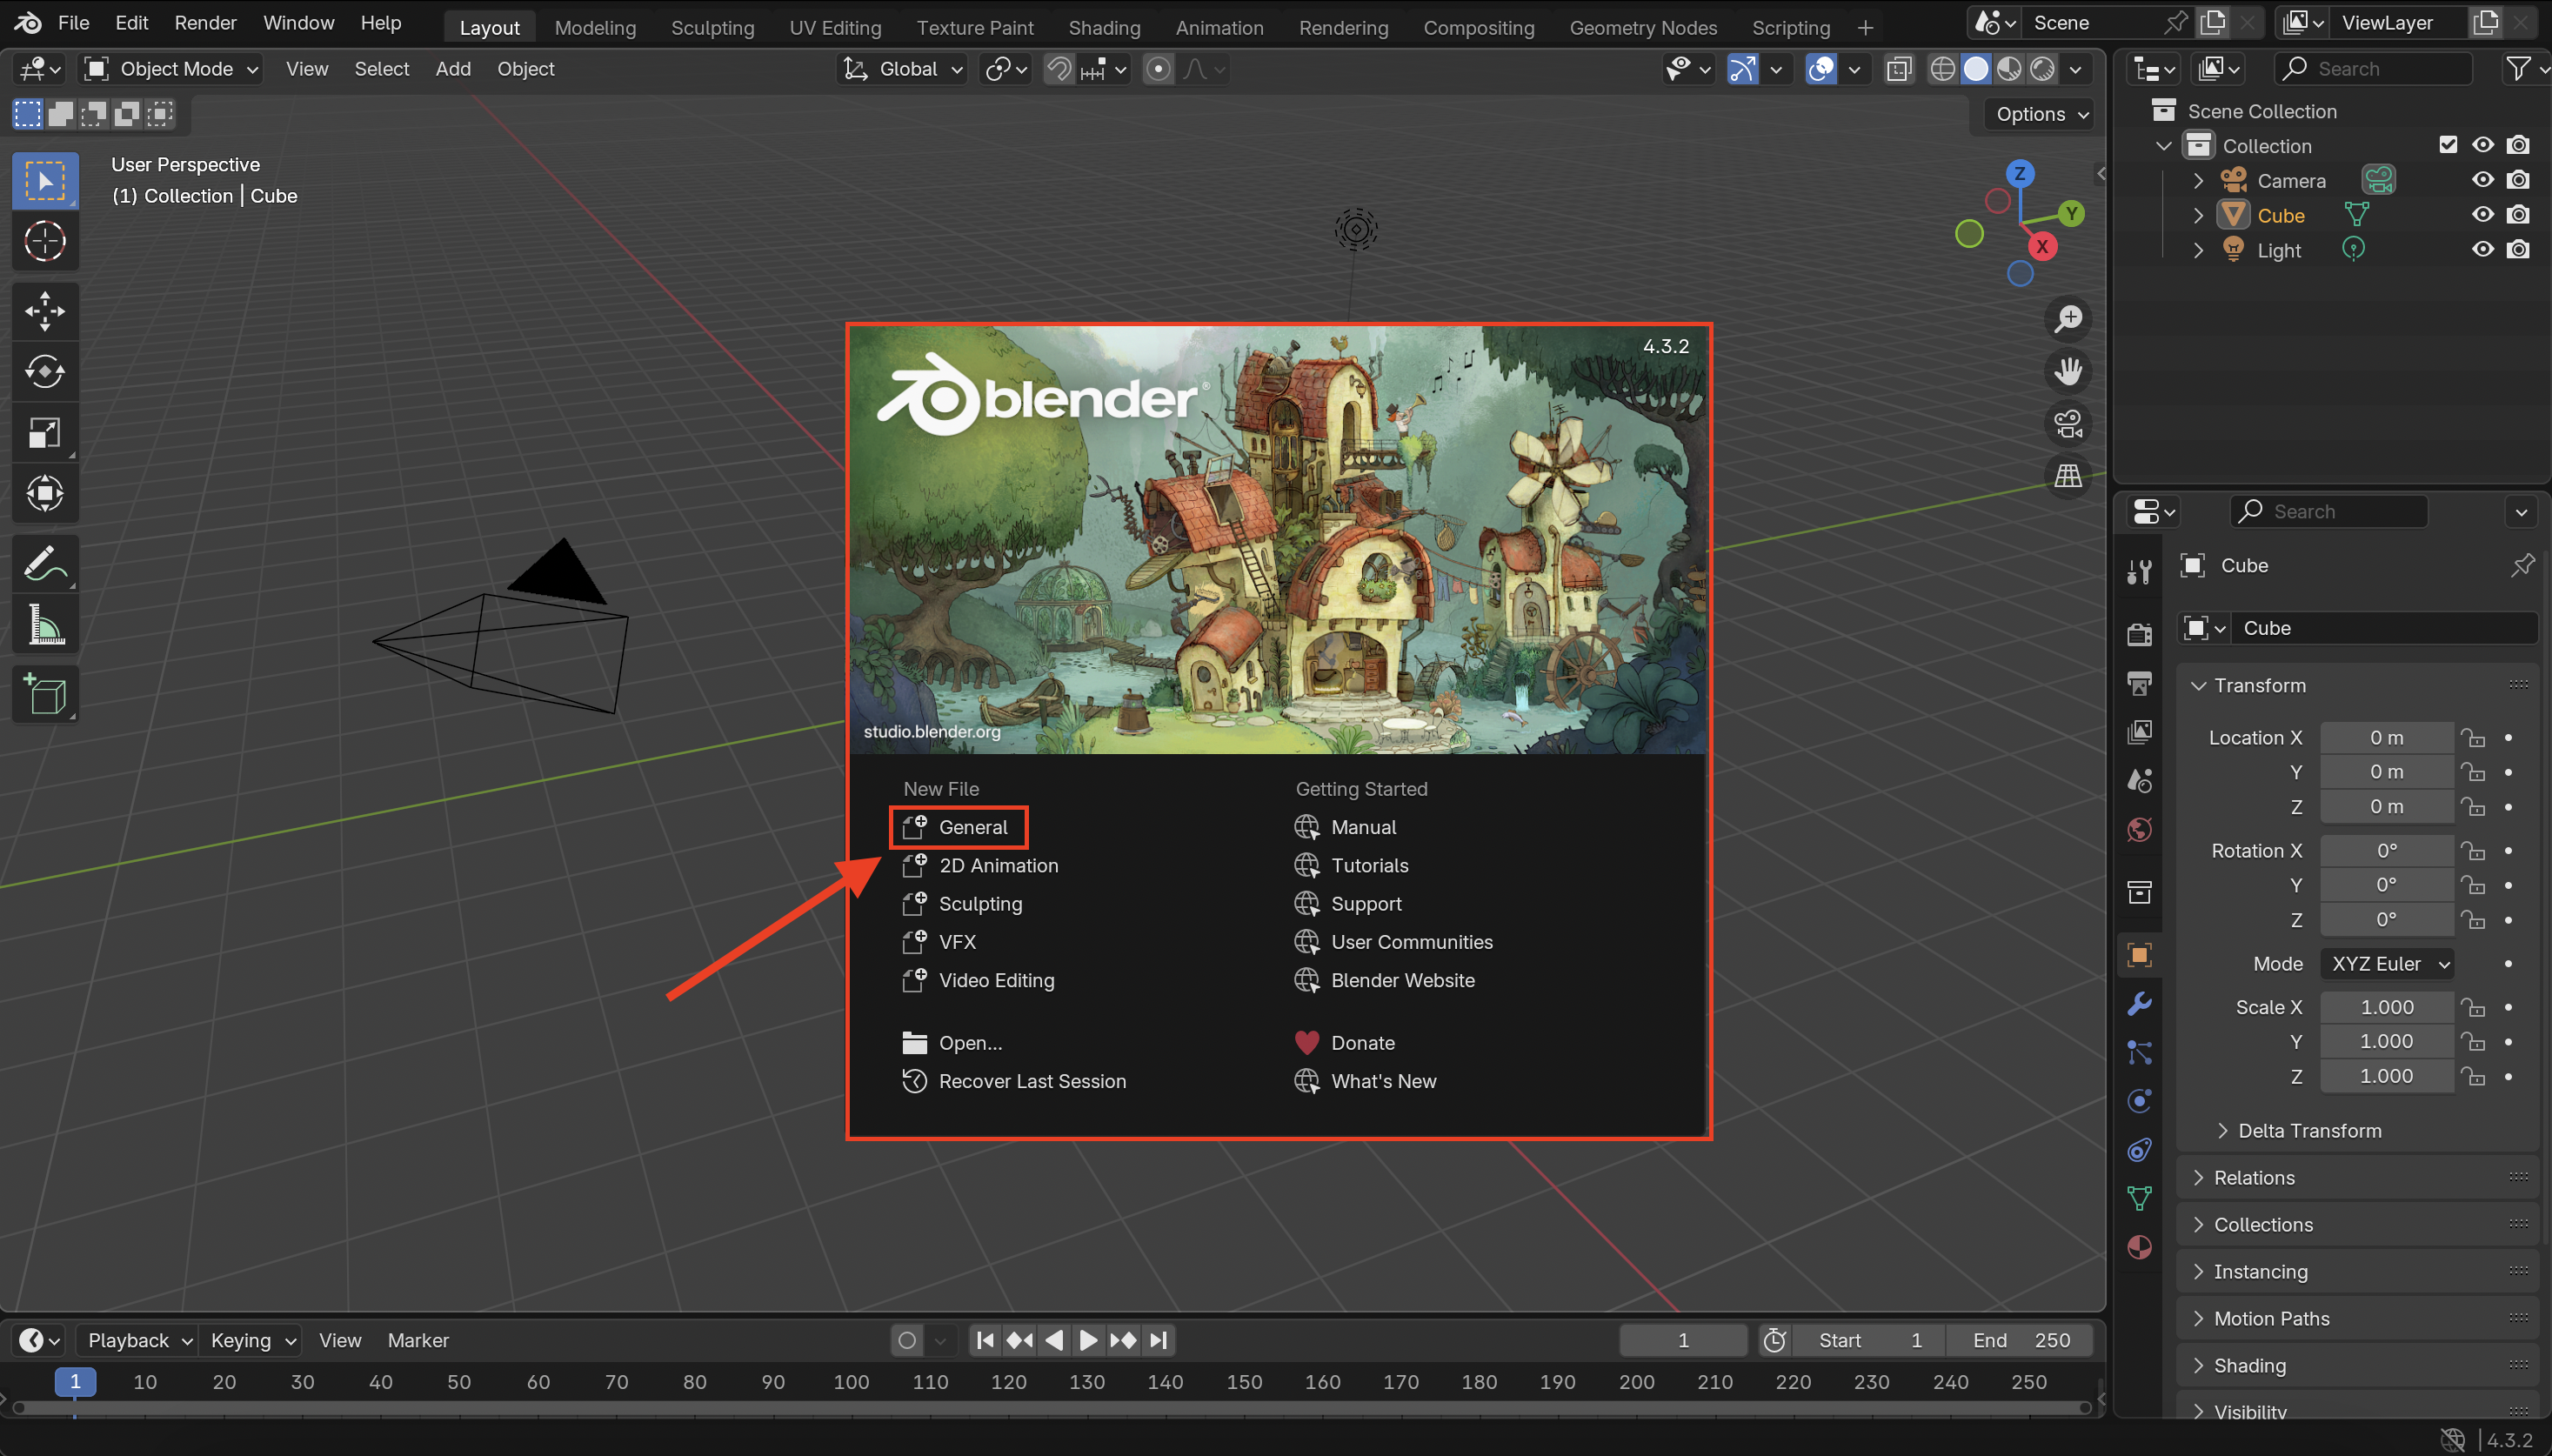 File Edit Render Window Help Layout Modeling Sculpting UV Editing Texture Paint Shading Animation Rendering Compositing Geometry Nodes Scripting + Scene ViewLayer
Object Mode View Select Add Object Global Search
Options
User Perspective
(1) Collection | Cube
Z
Y
X
Scene Collection
Collection
Camera
Cube
Light
4.3.2
blender
studio.blender.org
New File
General
2D Animation
Sculpting
VFX
Video Editing
Open...
Recover Last Session
Getting Started
Manual
Tutorials
Support
User Communities
Blender Website
Donate
What's New
Search
Cube
Cube
Transform
Location X 0 m
Y 0 m
Z 0 m
Rotation X 0°
Y 0°
Z 0°
Mode XYZ Euler
Scale X 1.000
Y 1.000
Z 1.000
Delta Transform
Relations
Collections
Instancing
Motion Paths
Shading
Visibility
Playback Keying View Marker 1 Start 1 End 250
1 10 20 30 40 50 60 70 80 90 100 110 120 130 140 150 160 170 180 190 200 210 220 230 240 250
4.3.2